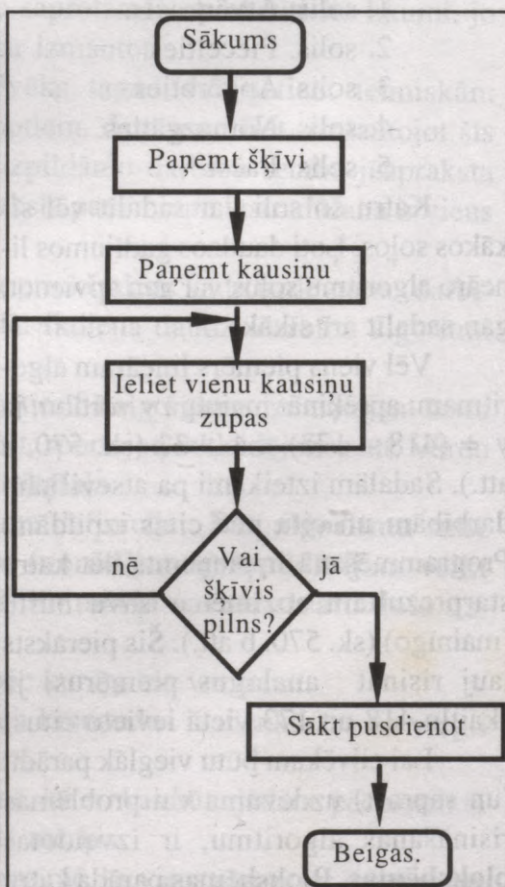 Sākums
Paņemt šķīvi
Paņemt kausiņu
Ieliet vienu kausiņu
zupas
nē
Vai
šķīvis
pilns?
jā
Sākt pusdienot
Beigas.